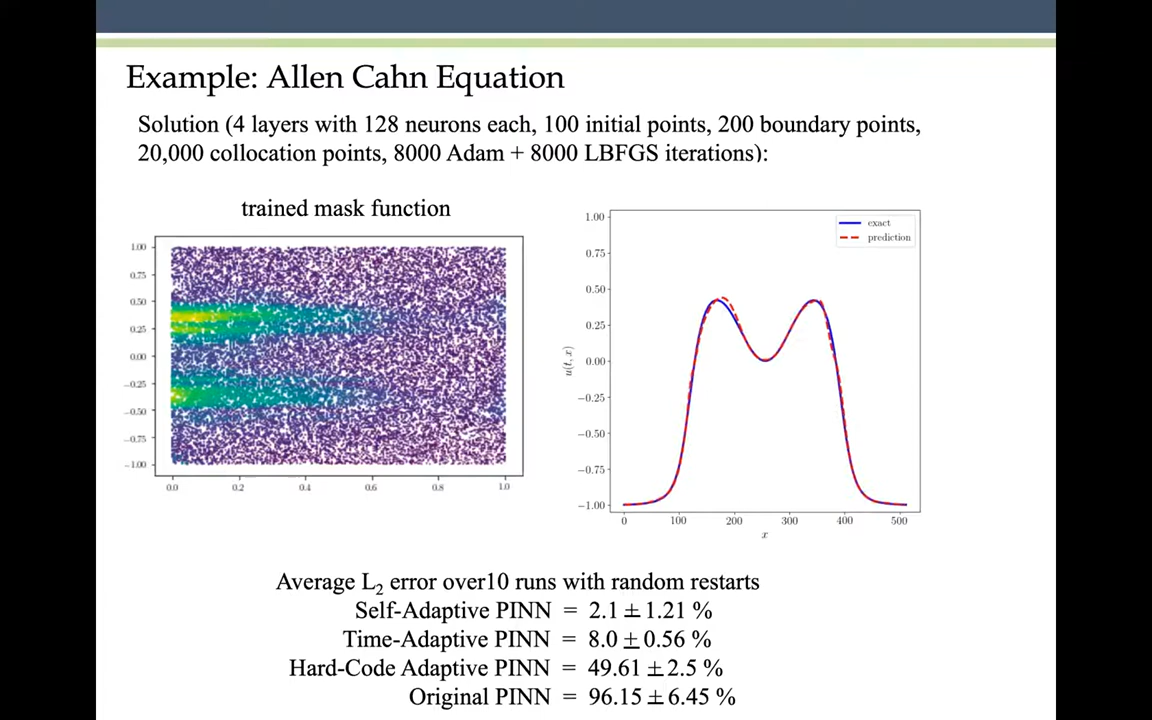 Example: Allen Cahn Equation
Solution (4 layers with 128 neurons each, 100 initial points, 200 boundary points,
20,000 collocation points, 8000 Adam + 8000 LBFGS iterations):
trained mask function
1.00
0.75
0.50
0.25
0.00
−0.25
−0.50
−0.75
−1.00
0.0 0.2 0.4 0.6 0.8 1.0
exact
prediction
1.00
0.75
0.50
0.25
0.00
−0.25
−0.50
−0.75
−1.00
u(t, x)
0 100 200 300 400 500
x
Average L2 error over10 runs with random restarts
Self-Adaptive PINN = 2.1 ± 1.21 %
Time-Adaptive PINN = 8.0 ± 0.56 %
Hard-Code Adaptive PINN = 49.61 ± 2.5 %
Original PINN = 96.15 ± 6.45 %